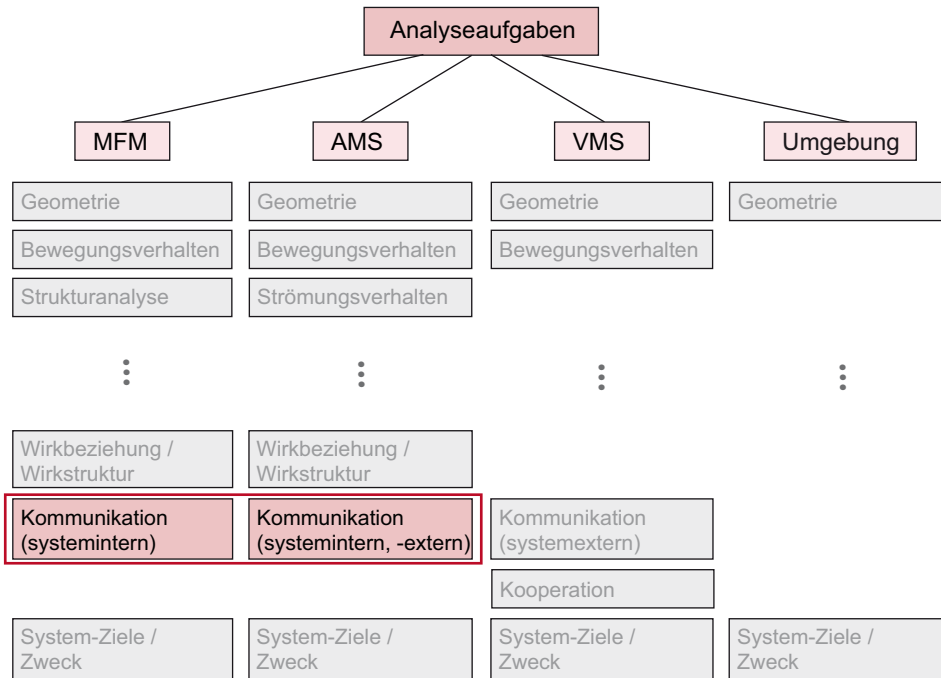 Analyseaufgaben
MFM
AMS
VMS
Umgebung
Geometrie
Geometrie
Geometrie
Geometrie
Bewegungsverhalten
Bewegungsverhalten
Bewegungsverhalten
Strukturanalyse
Strömungsverhalten
Wirkbeziehung /
Wirkstruktur
Wirkbeziehung /
Wirkstruktur
Kommunikation
(systemintern)
Kommunikation
(systemintern, -extern)
Kommunikation
(systemextern)
Kooperation
System-Ziele /
Zweck
System-Ziele /
Zweck
System-Ziele /
Zweck
System-Ziele /
Zweck